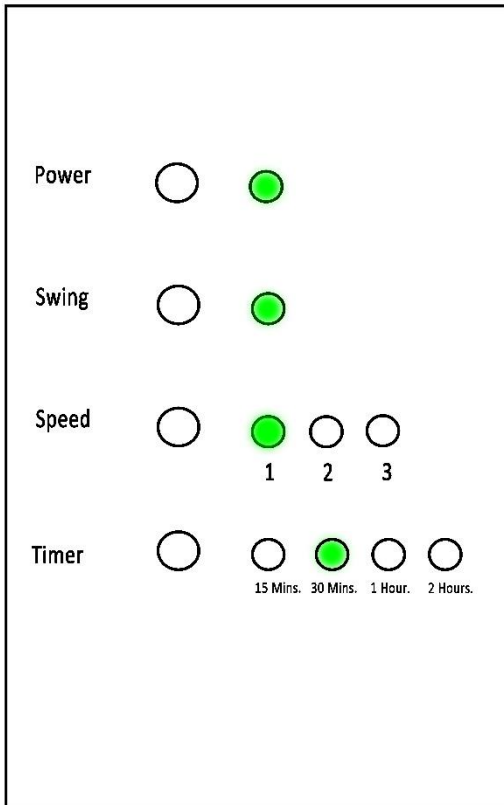 Power
Swing
Speed
1 2 3
Timer
15 Mins. 30 Mins. 1 Hour. 2 Hours.